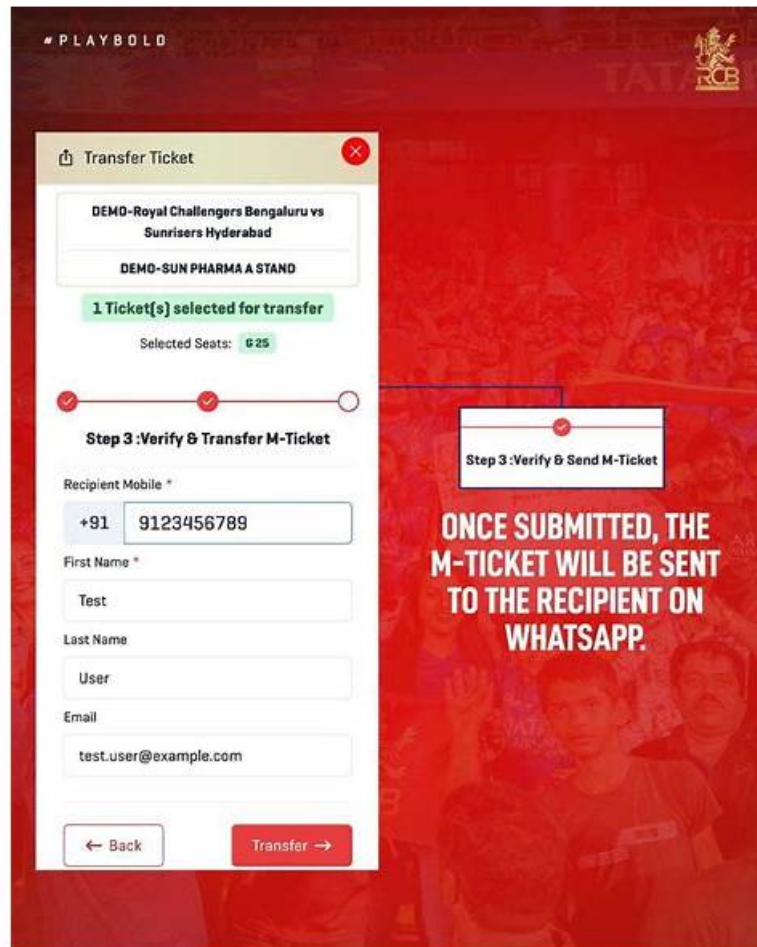 #PLAYBOLD
RCB
TATA
Transfer Ticket
DEMO-Royal Challengers Bengaluru vs
Sunrisers Hyderabad
DEMO-SUN PHARMA A STAND
1 Ticket(s) selected for transfer
Selected Seats: G 25
Step 3 :Verify & Transfer M-Ticket
Recipient Mobile *
+91 9123456789
First Name *
Test
Last Name
User
Email
test.user@example.com
← Back
Transfer →
Step 3 :Verify & Send M-Ticket
ONCE SUBMITTED, THE
M-TICKET WILL BE SENT
TO THE RECIPIENT ON
WHATSAPP.